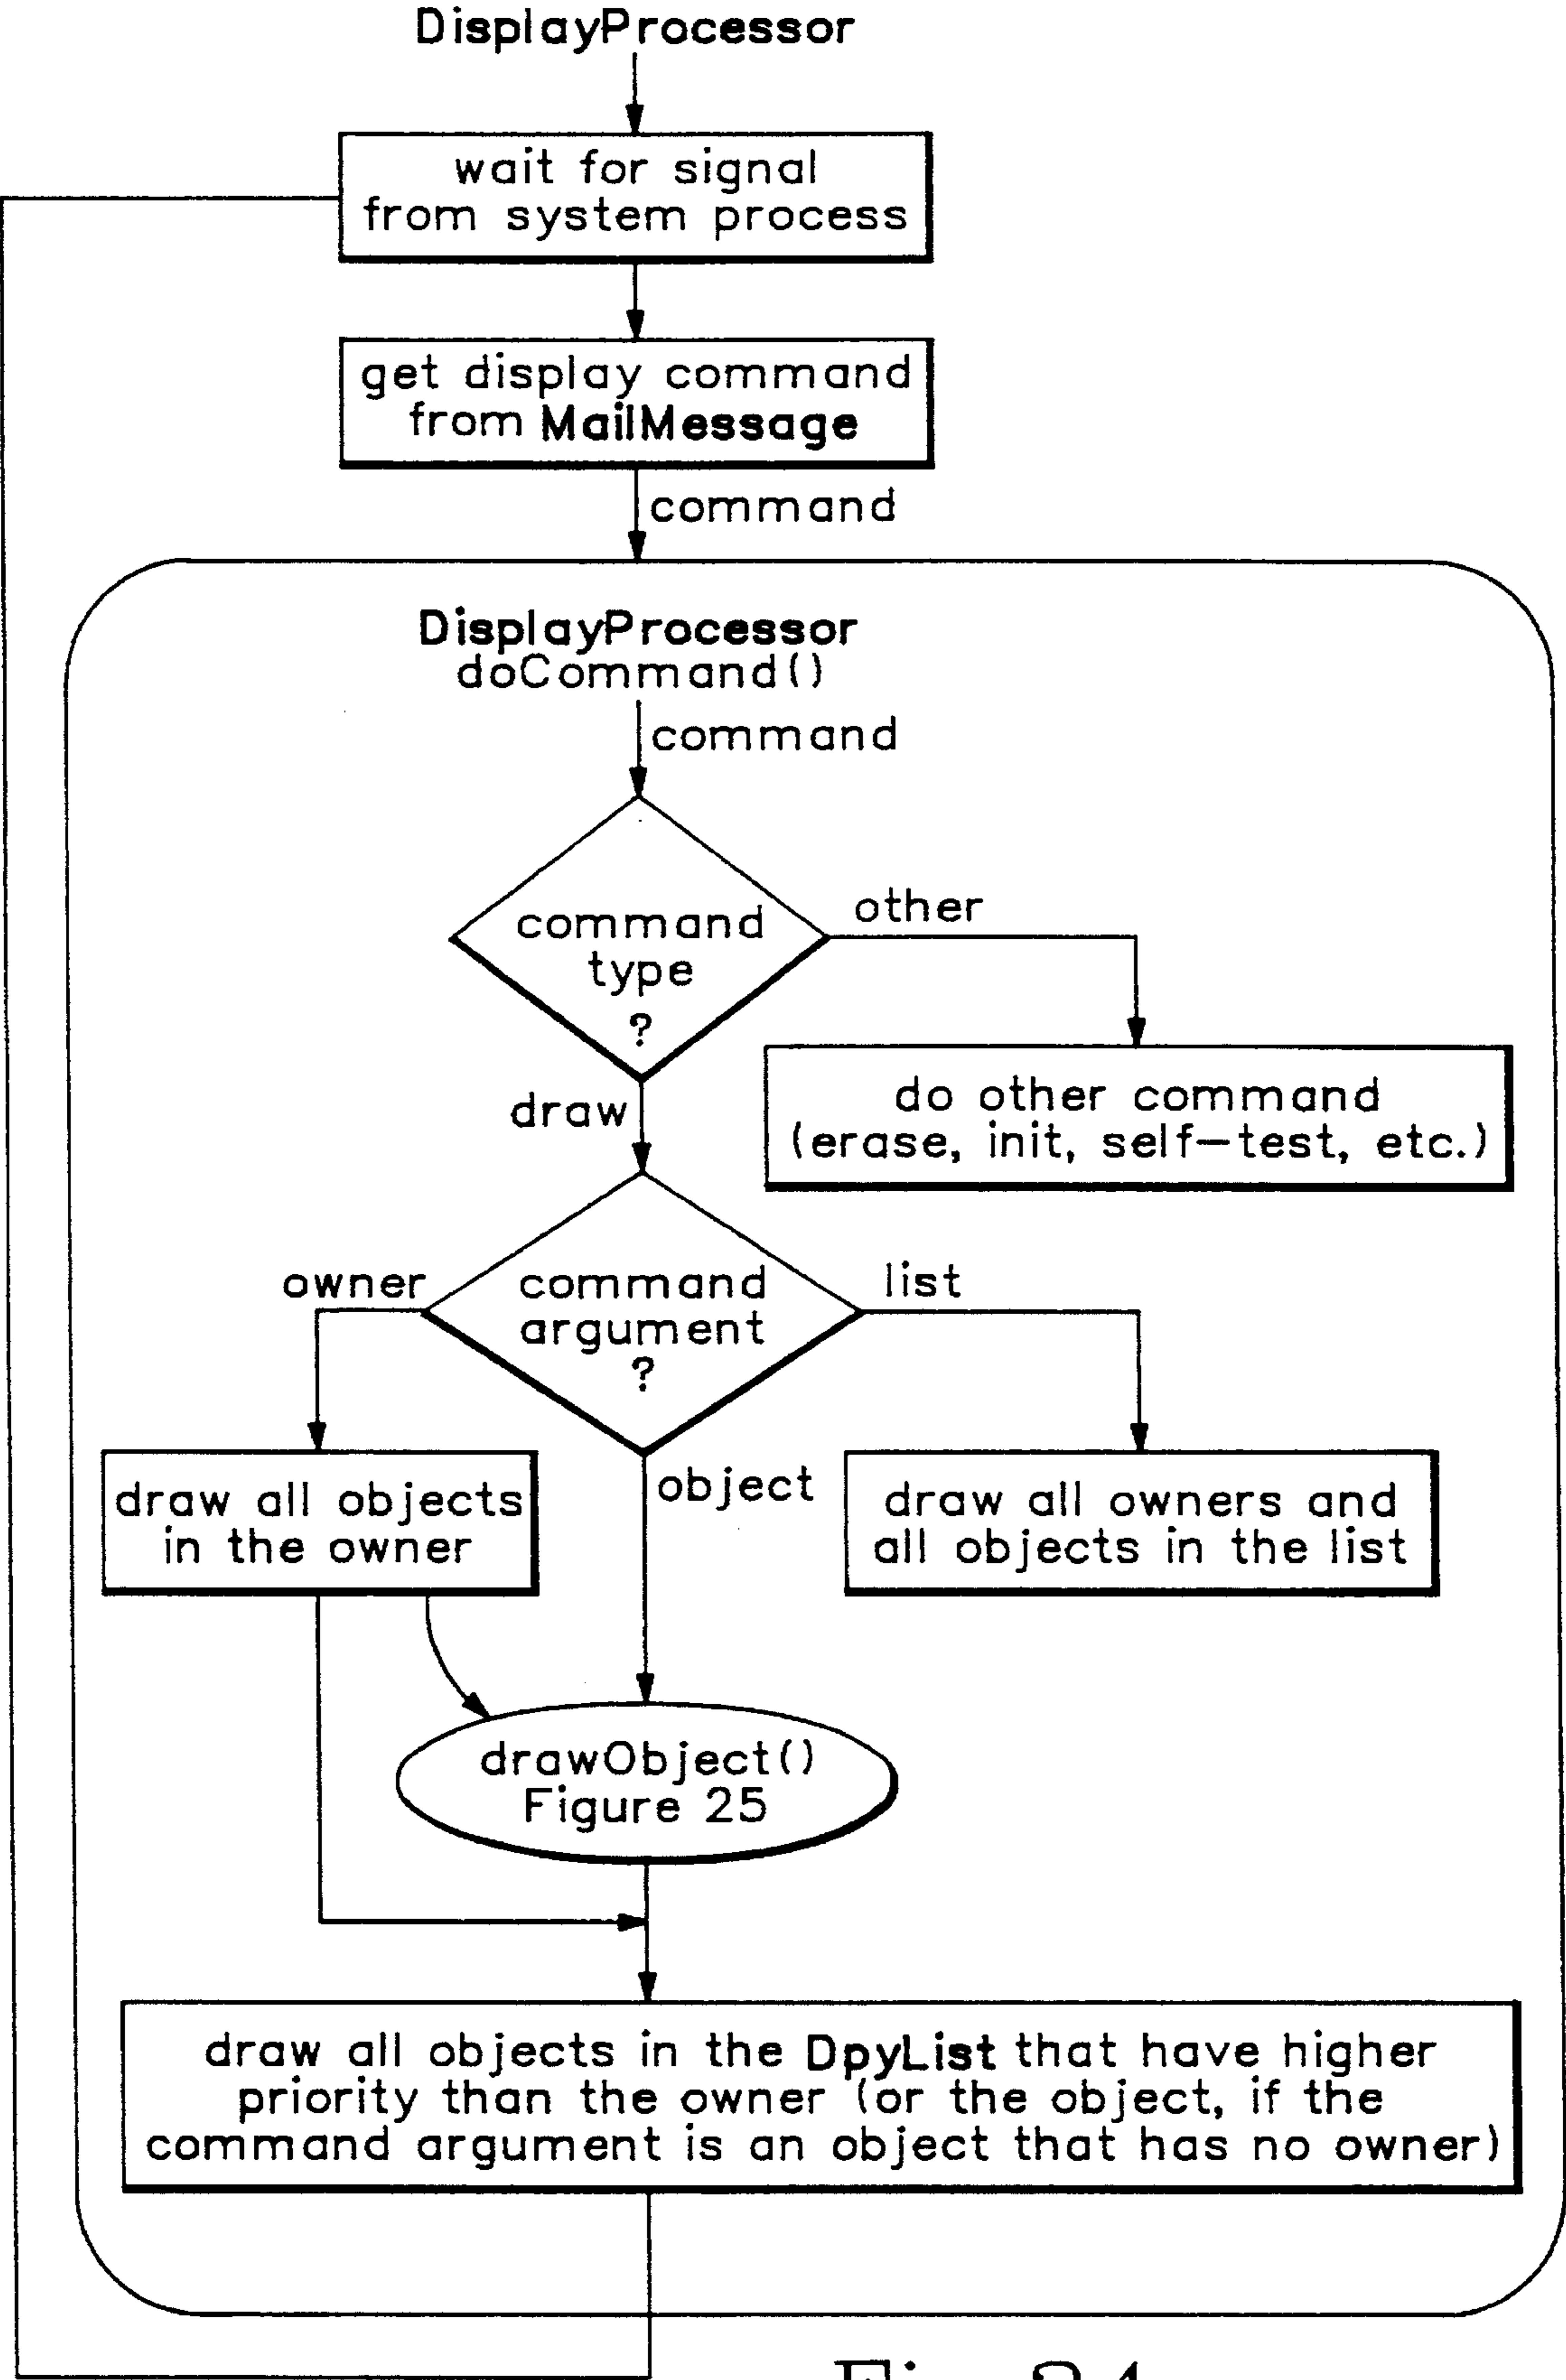 DisplayProcessor
wait for signal
from system process
get display command
from MailMessage
command
DisplayProcessor
doCommand()
command
command
type
?
other
do other command
(erase, init, self-test, etc.)
draw
owner
command
argument
?
list
draw all objects
in the owner
object
draw all owners and
all objects in the list
drawObject()
Figure 25
draw all objects in the DpyList that have higher
priority than the owner (or the object, if the
command argument is an object that has no owner)